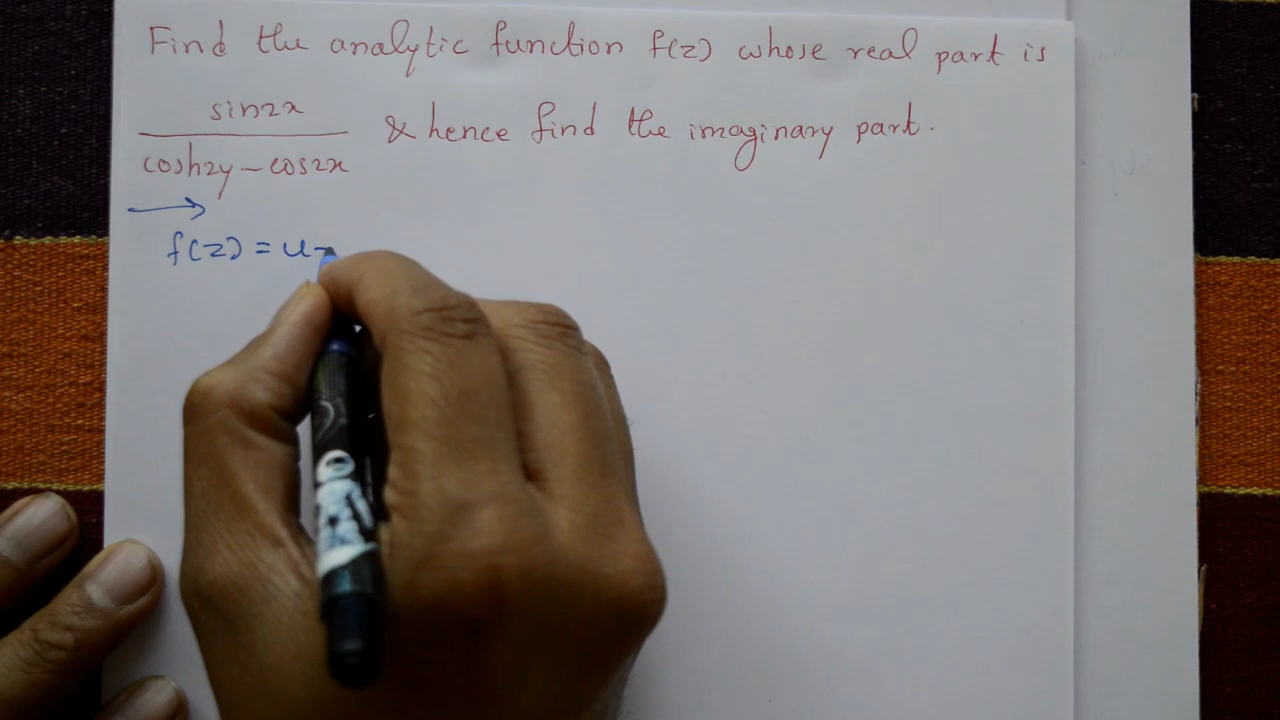 Find the analytic function f(z) whose real part is
sin2x
cosh2y - cos2x
& hence find the imaginary part.
→
f(z) = u